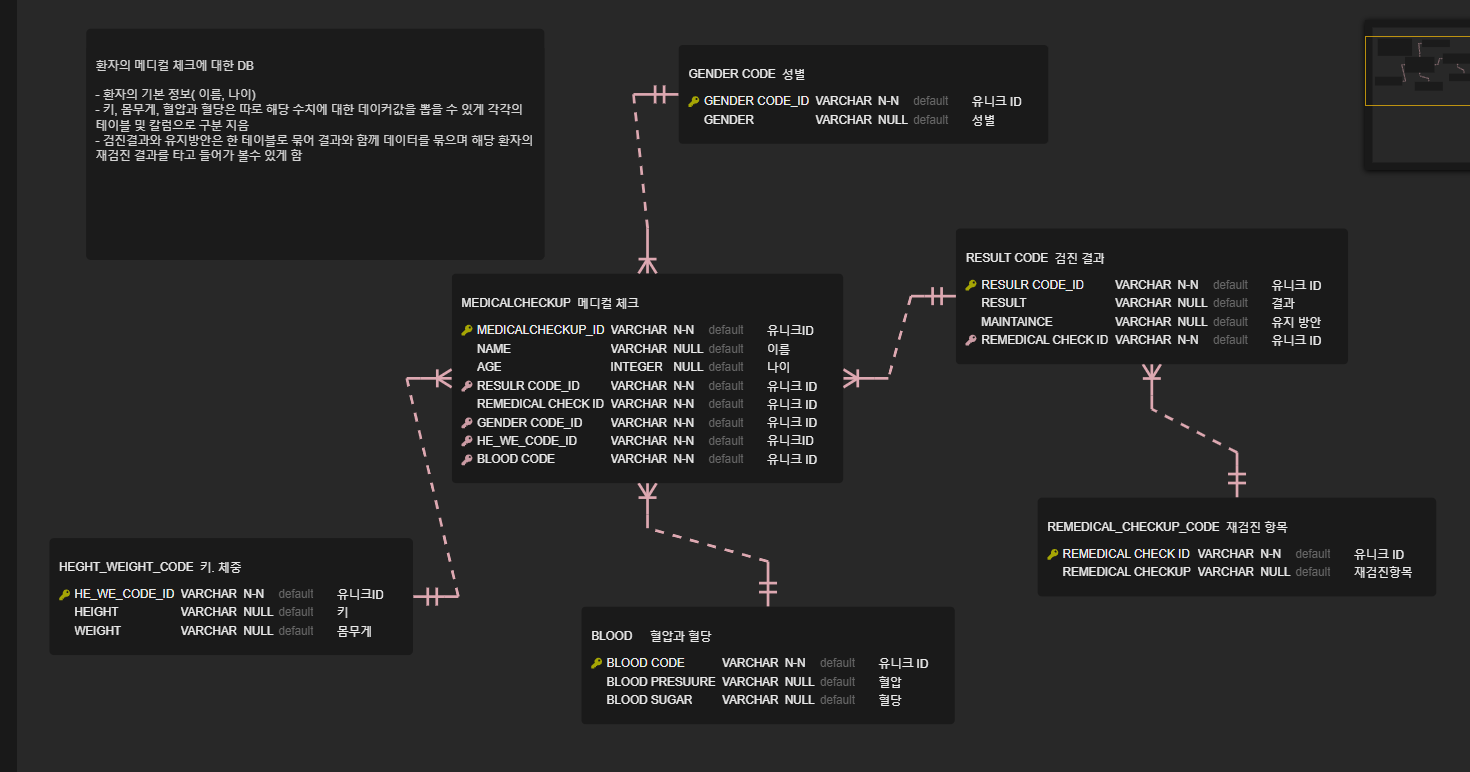 환자의 메디컬 체크에 대한 DB
- 환자의 기본 정보( 이름, 나이)
- 키, 몸무게, 혈압과 혈당은 따로 해당 수치에 대한 데이커값을 뽑을 수 있게 각각의
테이블 및 칼럼으로 구분 지음
- 검진결과와 유지방안은 한 테이블로 묶어 결과와 함께 데이터를 묶으며 해당 환자의
재검진 결과를 타고 들어가 볼수 있게 함
GENDER CODE 성별
GENDER CODE_ID VARCHAR N-N default 유니크 ID
GENDER VARCHAR NULL default 성별
RESULT CODE 검진 결과
RESULR CODE_ID VARCHAR N-N default 유니크 ID
RESULT VARCHAR NULL default 결과
MAINTAINCE VARCHAR NULL default 유지 방안
REMEDICAL CHECK ID VARCHAR N-N default 유니크 ID
MEDICALCHECKUP 메디컬 체크
MEDICALCHECKUP_ID VARCHAR N-N default 유니크ID
NAME VARCHAR NULL default 이름
AGE INTEGER NULL default 나이
RESULR CODE_ID VARCHAR N-N default 유니크 ID
REMEDICAL CHECK ID VARCHAR N-N default 유니크 ID
GENDER CODE_ID VARCHAR N-N default 유니크 ID
HE_WE_CODE_ID VARCHAR N-N default 유니크ID
BLOOD CODE VARCHAR N-N default 유니크 ID
REMEDICAL_CHECKUP_CODE 재검진 항목
REMEDICAL CHECK ID VARCHAR N-N default 유니크 ID
REMEDICAL CHECKUP VARCHAR NULL default 재검진항목
HEGHT_WEIGHT_CODE 키. 체중
HE_WE_CODE_ID VARCHAR N-N default 유니크ID
HEIGHT VARCHAR NULL default 키
WEIGHT VARCHAR NULL default 몸무게
BLOOD 혈압과 혈당
BLOOD CODE VARCHAR N-N default 유니크 ID
BLOOD PRESUURE VARCHAR NULL default 혈압
BLOOD SUGAR VARCHAR NULL default 혈당